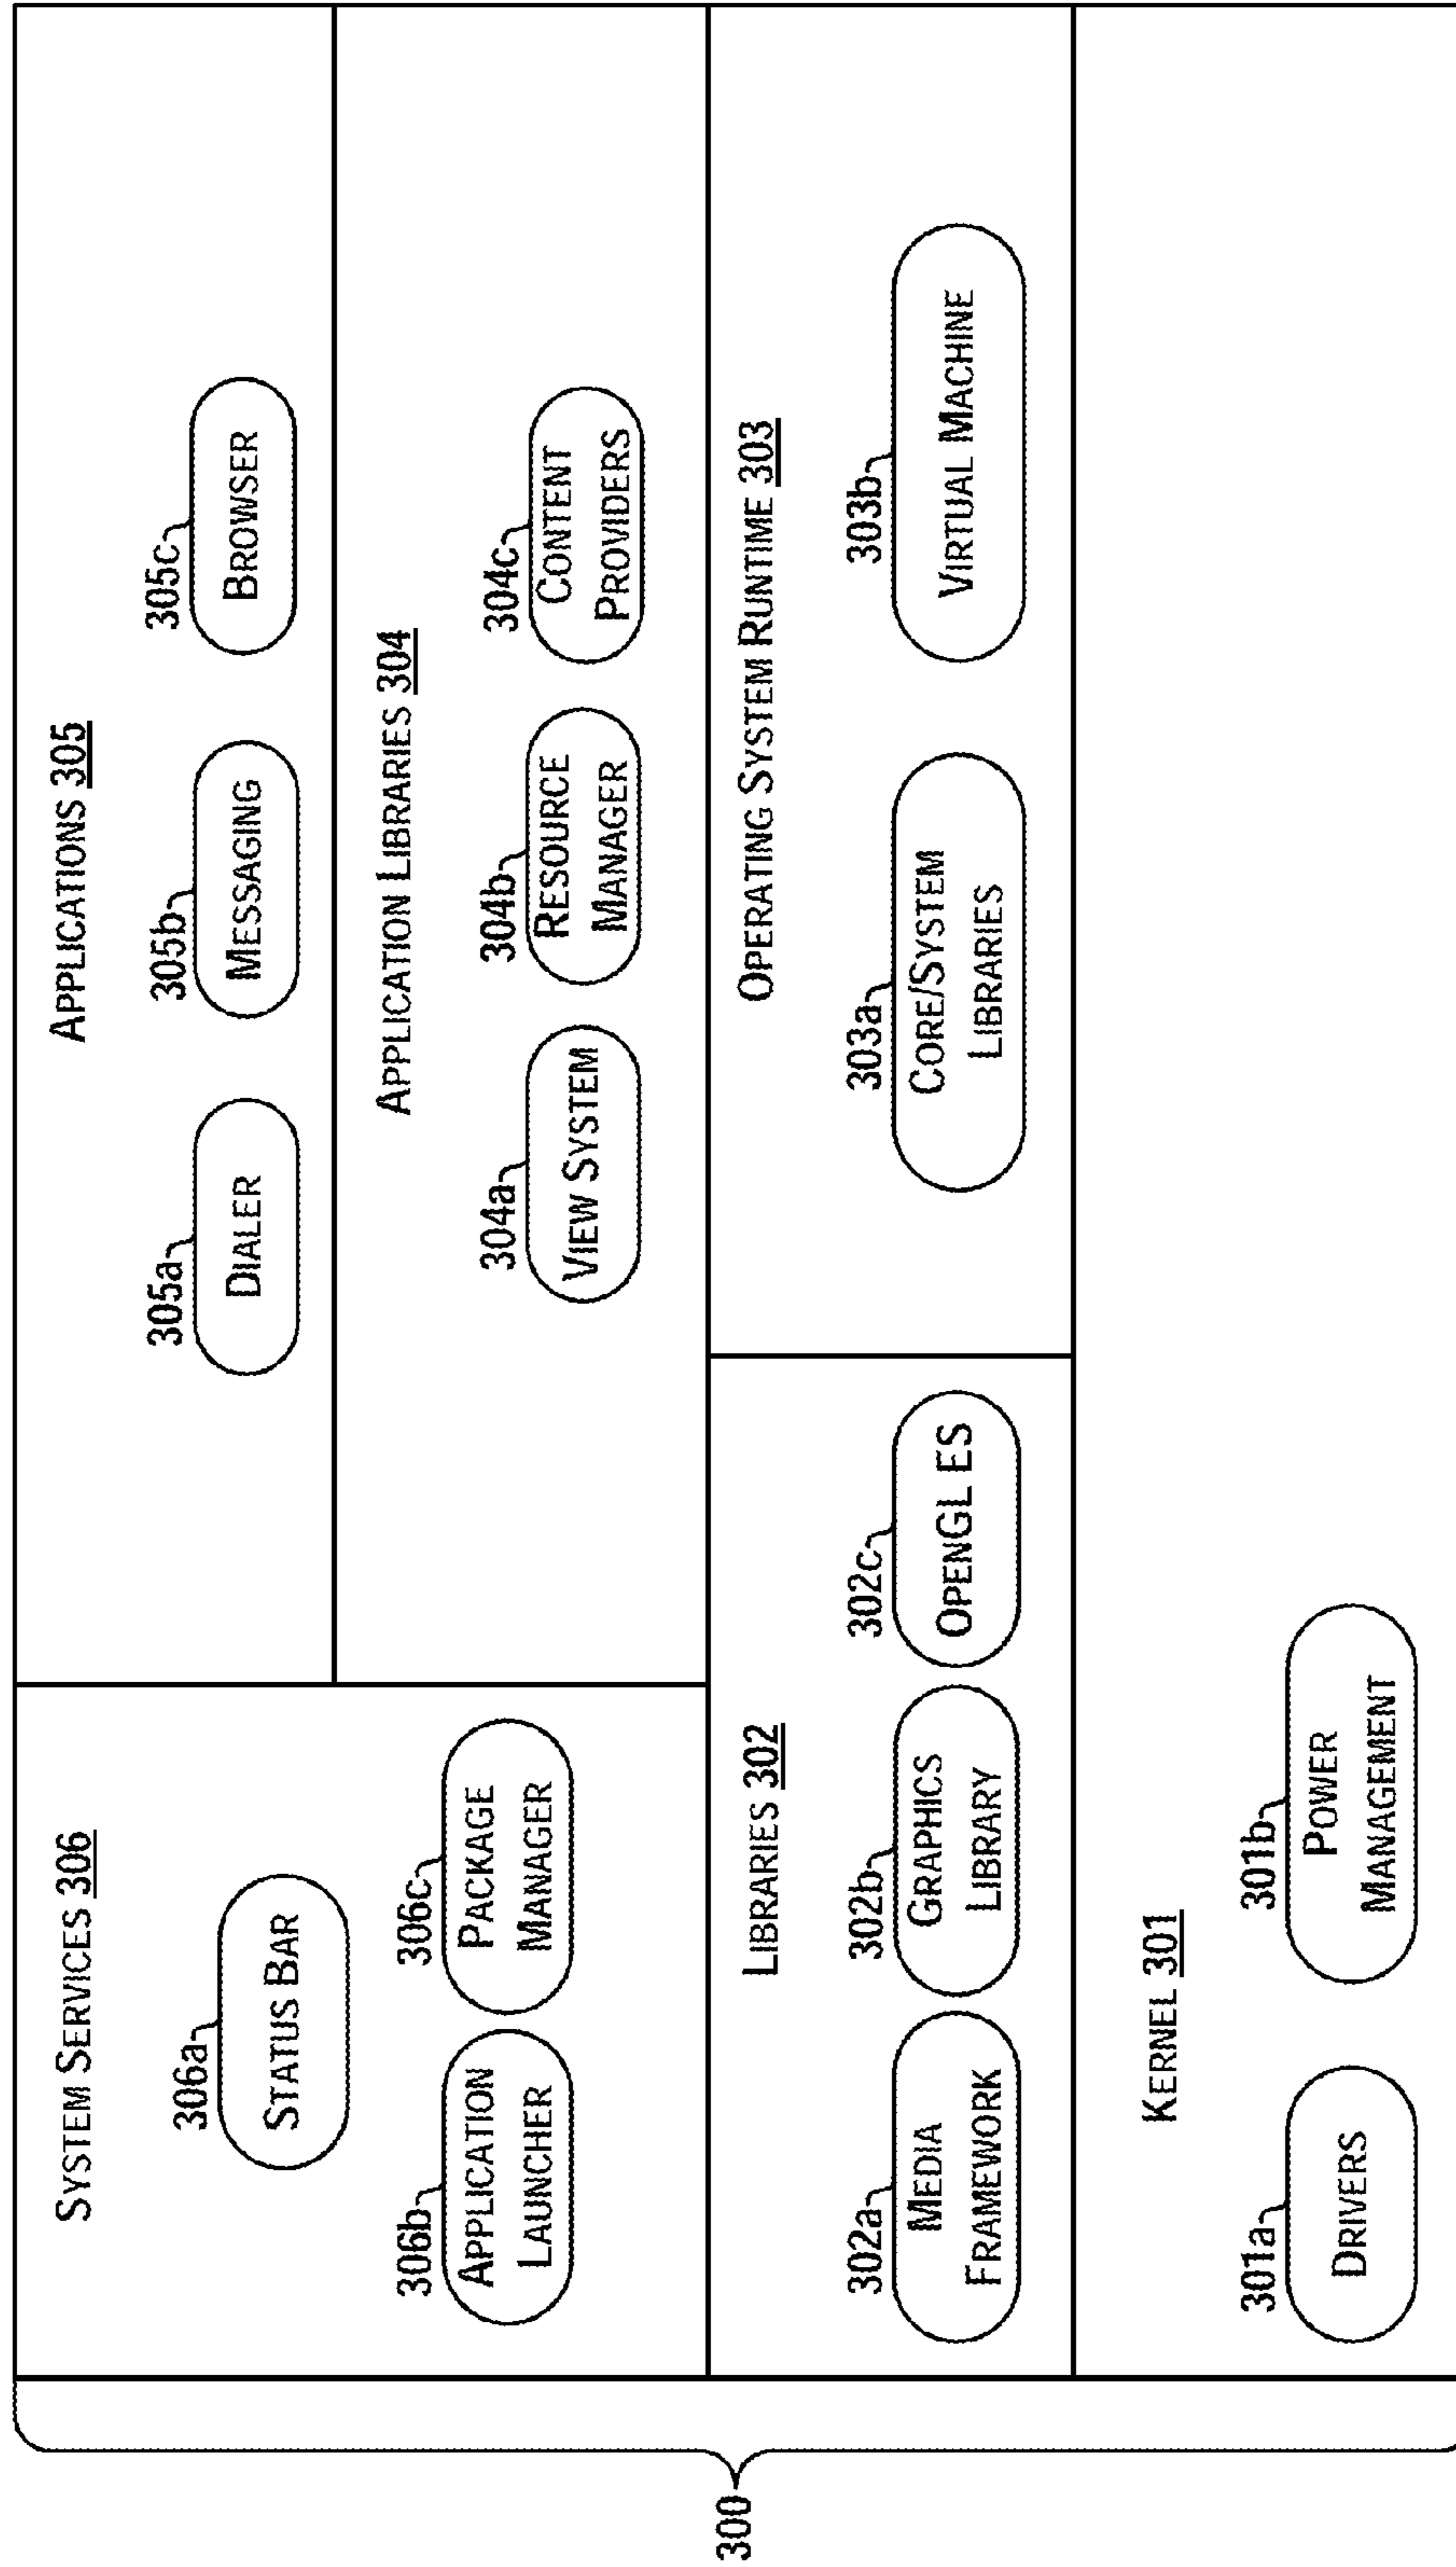 SYSTEM SERVICES 306
306a
STATUS BAR
306b
APPLICATION
LAUNCHER
306c
PACKAGE
MANAGER
APPLICATIONS 305
305a
DIALER
305b
MESSAGING
305c
BROWSER
APPLICATION LIBRARIES 304
304a
VIEW SYSTEM
304b
RESOURCE
MANAGER
304c
CONTENT
PROVIDERS
300
LIBRARIES 302
302a
MEDIA
FRAMEWORK
302b
GRAPHICS
LIBRARY
302c
OPENGL ES
OPERATING SYSTEM RUNTIME 303
303a
CORE/SYSTEM
LIBRARIES
303b
VIRTUAL MACHINE
KERNEL 301
301a
DRIVERS
301b
POWER
MANAGEMENT